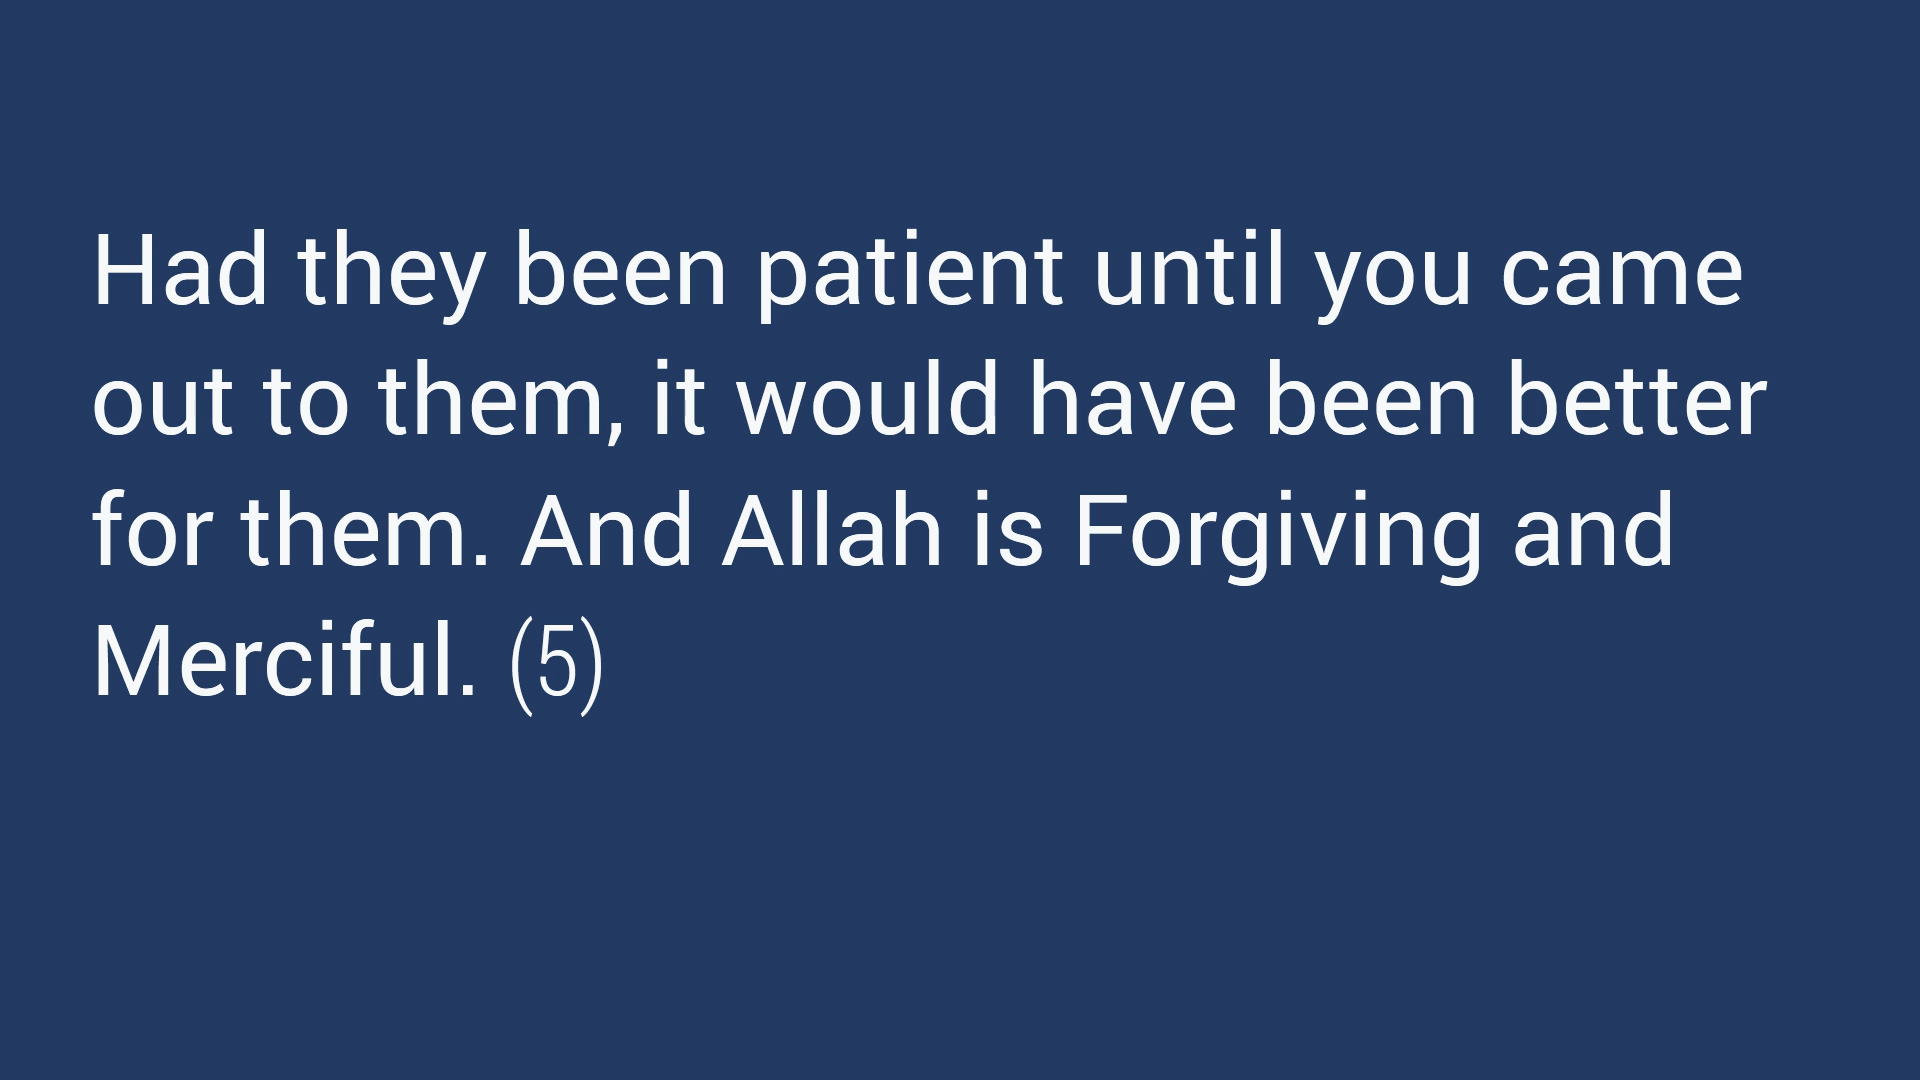 Had they been patient until you came
out to them, it would have been better
for them. And Allah is Forgiving and
Merciful. (5)